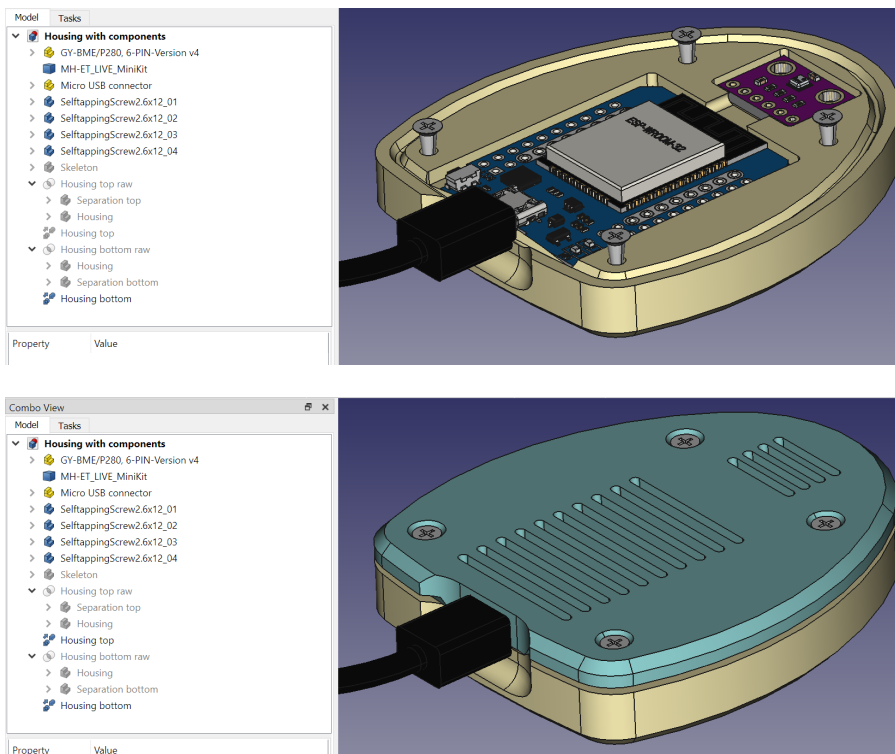 Model Tasks
Housing with components
GY-BME/P280, 6-PIN-Version v4
MH-ET_LIVE_MiniKit
Micro USB connector
SelftappingScrew2.6x12_01
SelftappingScrew2.6x12_02
SelftappingScrew2.6x12_03
SelftappingScrew2.6x12_04
Skeleton
Housing top raw
Separation top
Housing
Housing top
Housing bottom raw
Housing
Separation bottom
Housing bottom
Property Value
ESP-WROOM-32
Combo View
Model Tasks
Housing with components
GY-BME/P280, 6-PIN-Version v4
MH-ET_LIVE_MiniKit
Micro USB connector
SelftappingScrew2.6x12_01
SelftappingScrew2.6x12_02
SelftappingScrew2.6x12_03
SelftappingScrew2.6x12_04
Skeleton
Housing top raw
Separation top
Housing
Housing top
Housing bottom raw
Housing
Separation bottom
Housing bottom
Property Value